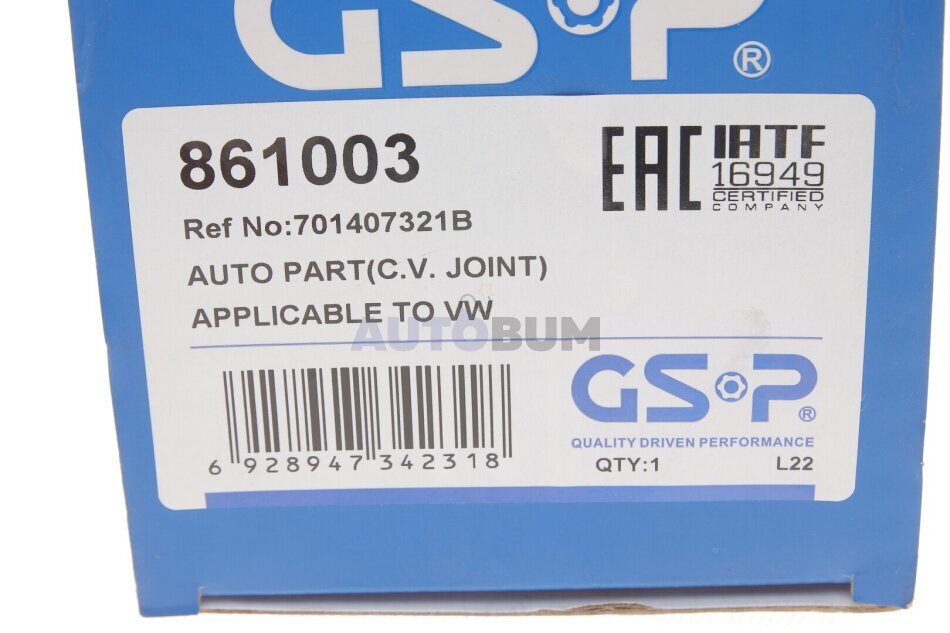 GSP®
861003
EAC
IATF
16949
CERTIFIED
COMPANY
Ref No:701407321B
AUTO PART(C.V. JOINT)
APPLICABLE TO VW
AUTOBUM
6 928947 342318
GSP®
QUALITY DRIVEN PERFORMANCE
QTY:1 L22